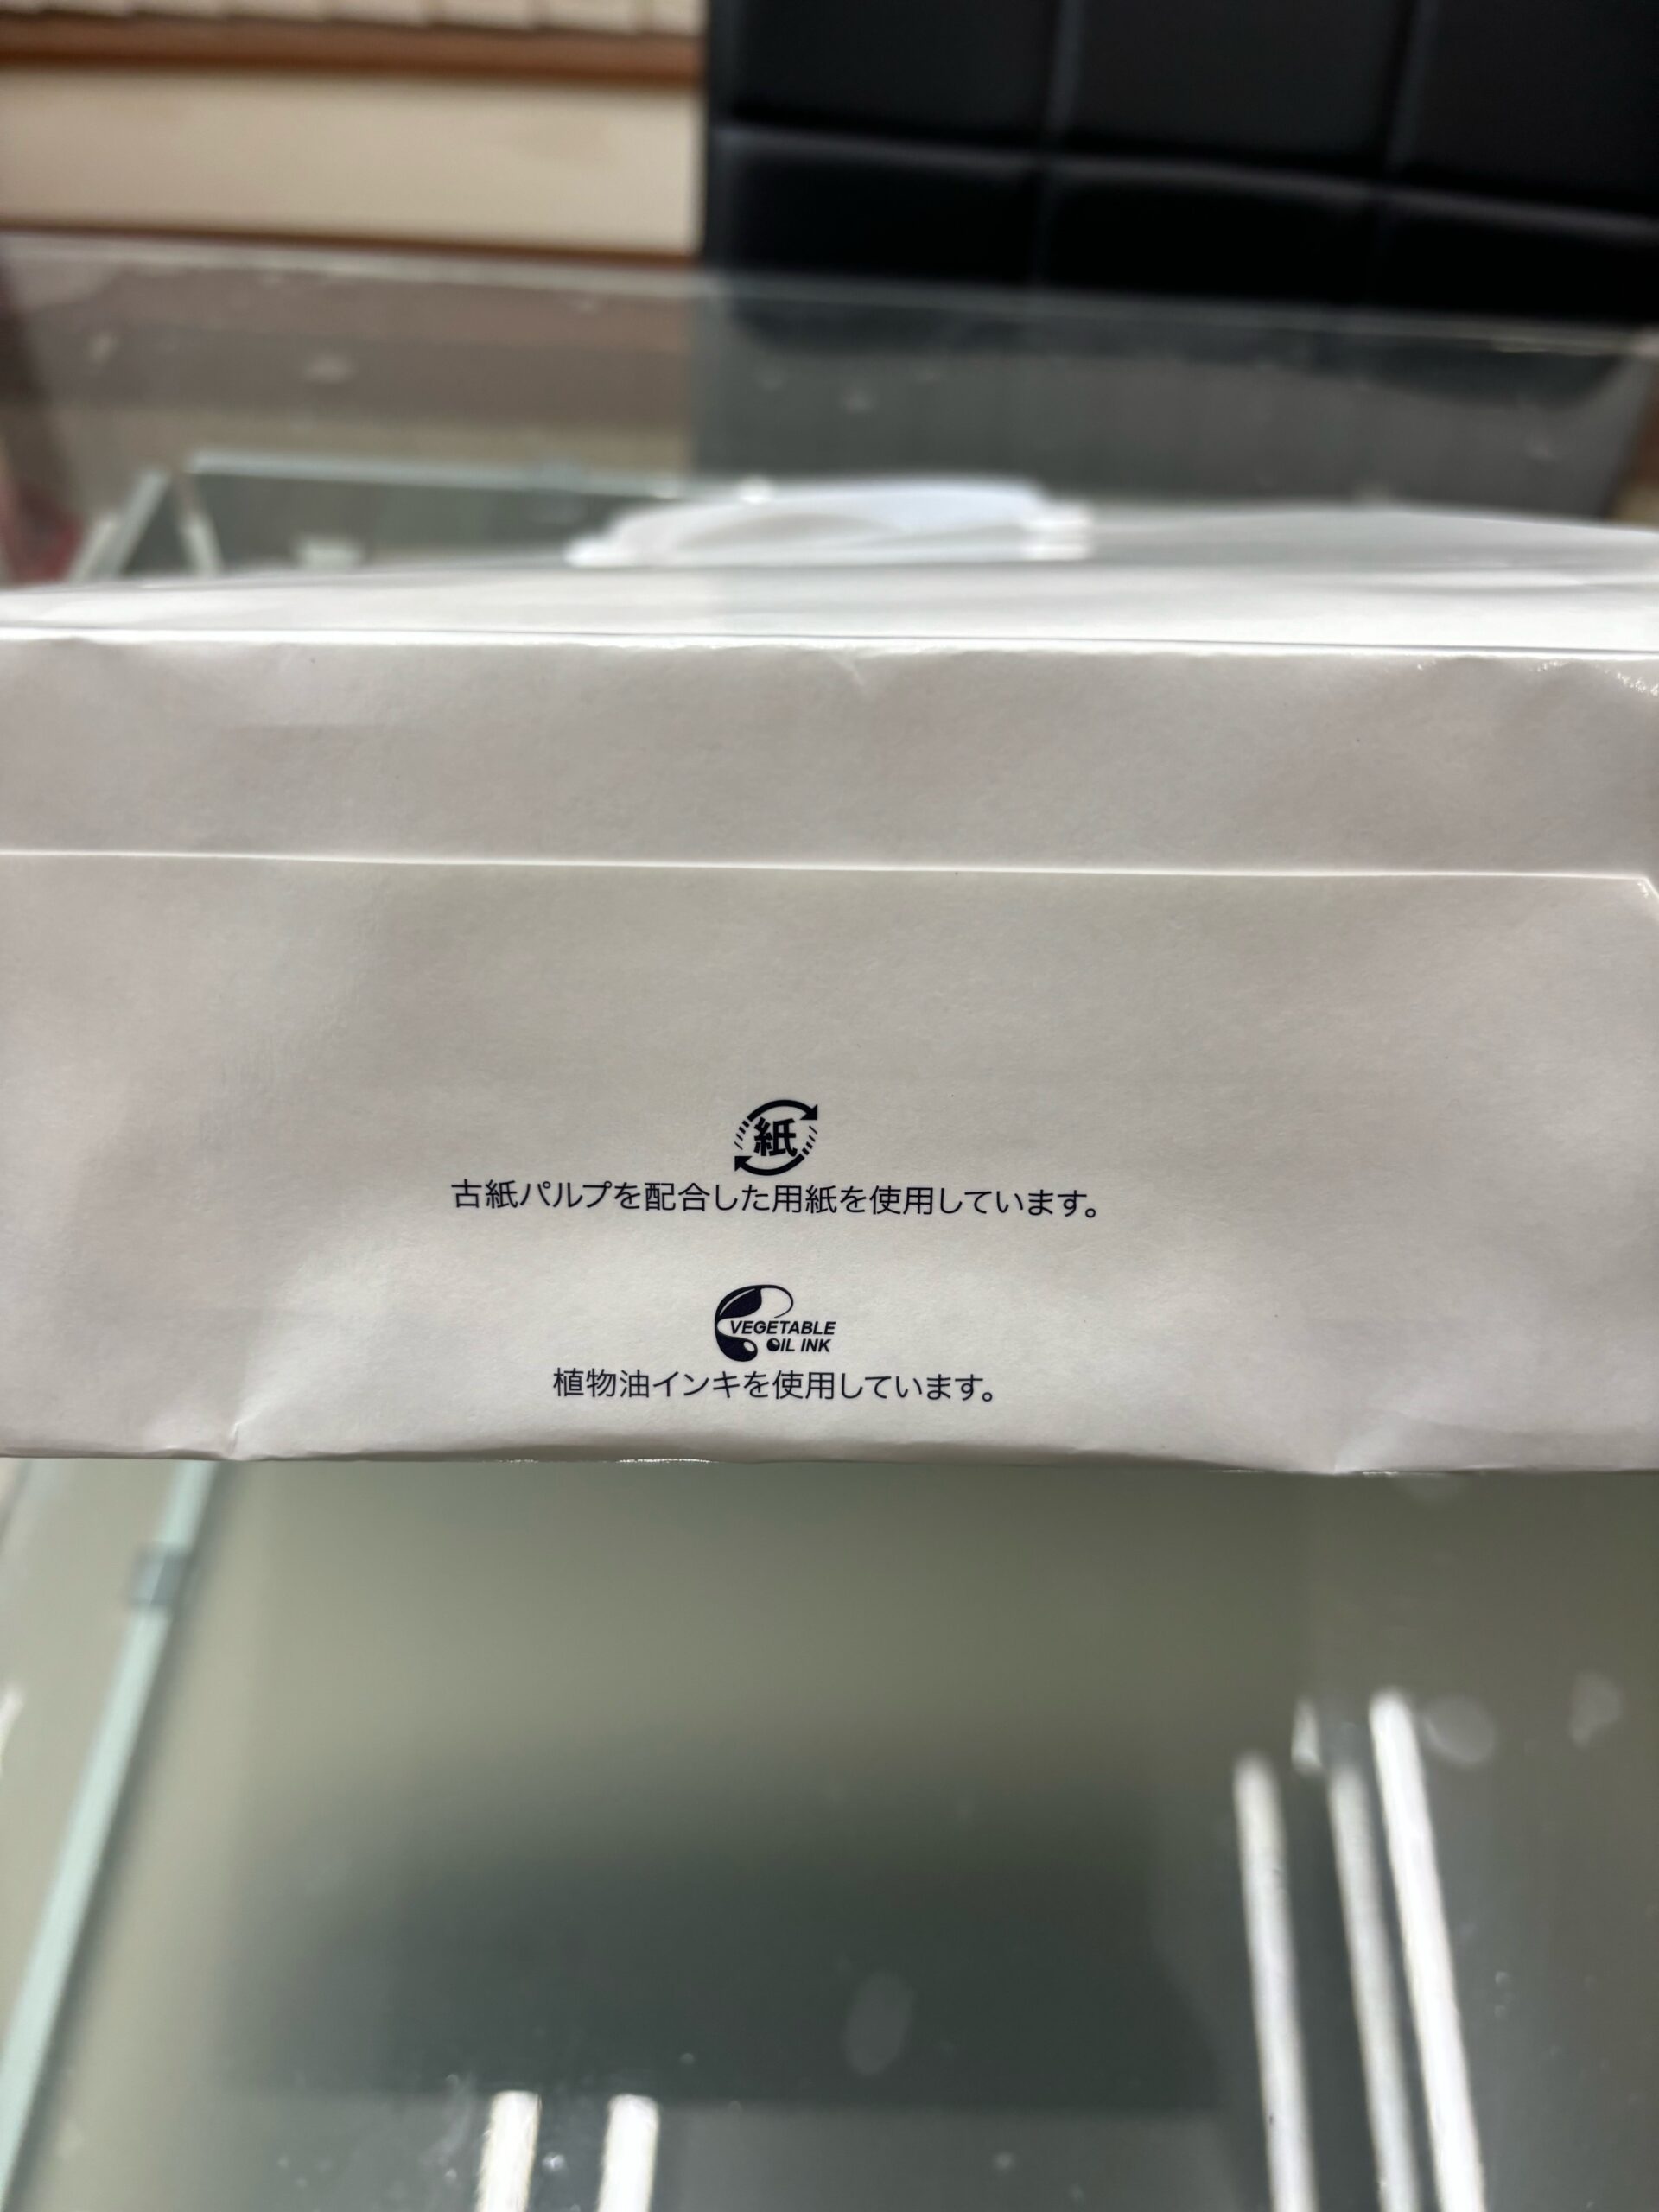 紙
古紙パルプを配合した用紙を使用しています。
VEGETABLE
OIL INK
植物油インキを使用しています。